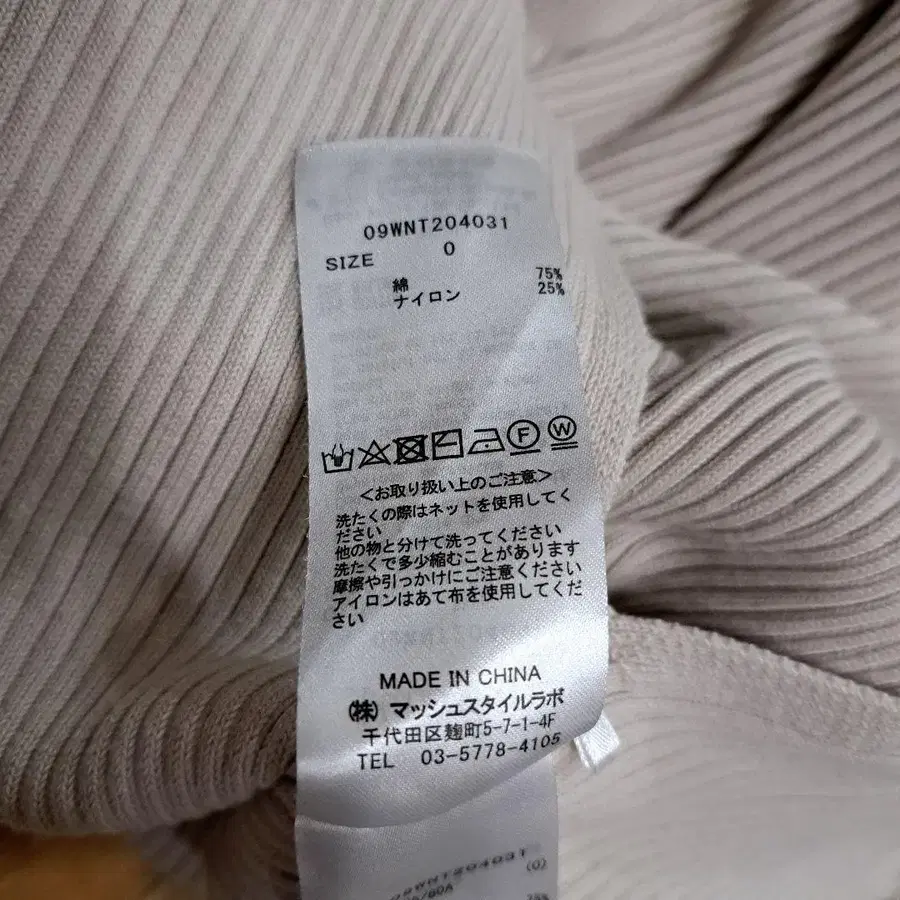 09WNT204031
SIZE 0
綿 75%
ナイロン 25%
F W
<お取り扱い上のご注意>
洗たくの際はネットを使用してく
ださい
他の物と分けて洗ってください
洗たくで多少縮むことがあります
摩擦や引っかけにご注意ください
アイロンはあて布を使用してくだ
さい
MADE IN CHINA
㈱ マッシュスタイルラボ
千代田区麹町5-7-1-4F
TEL 03-5778-4105
09WNT204031
(0)
75%